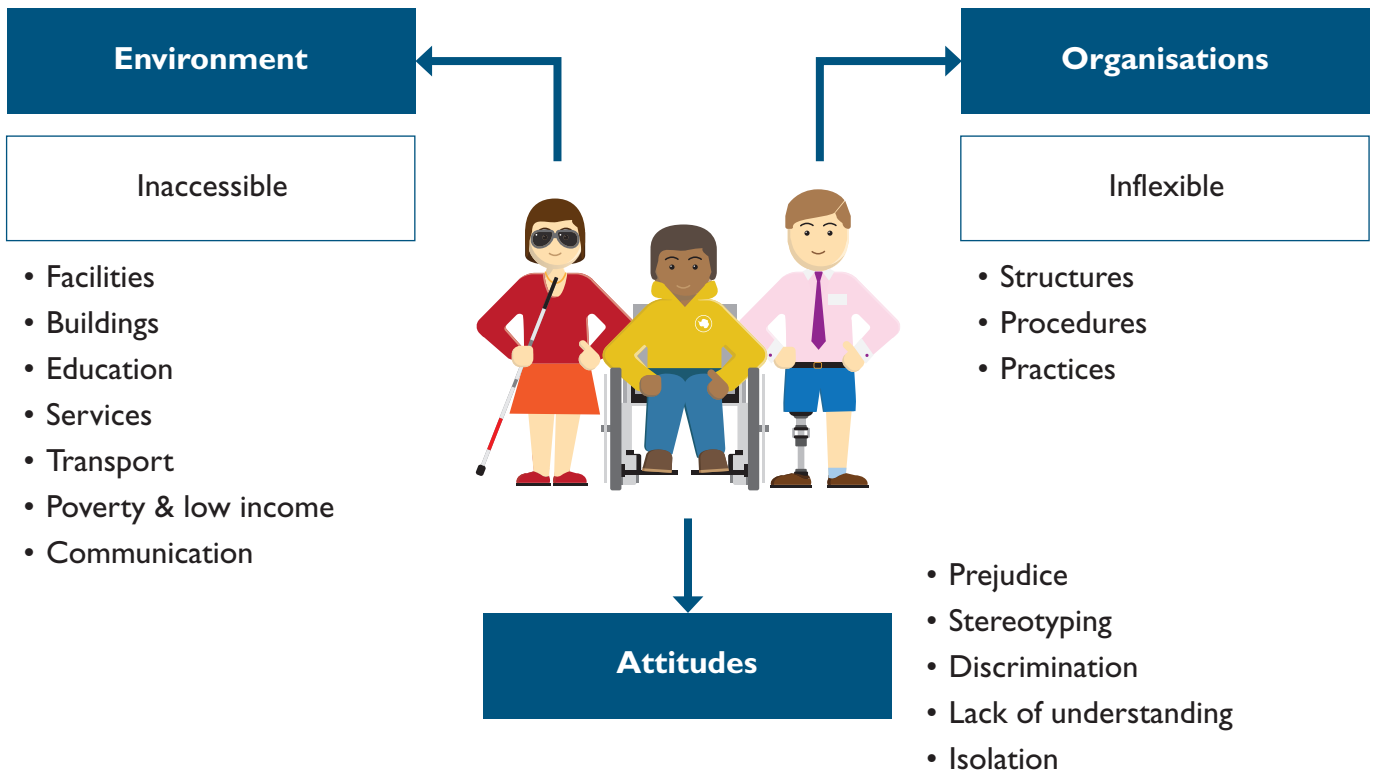 Environment
Inaccessible
• Facilities
• Buildings
• Education
• Services
• Transport
• Poverty & low income
• Communication
Organisations
Inflexible
• Structures
• Procedures
• Practices
Attitudes
• Prejudice
• Stereotyping
• Discrimination
• Lack of understanding
• Isolation